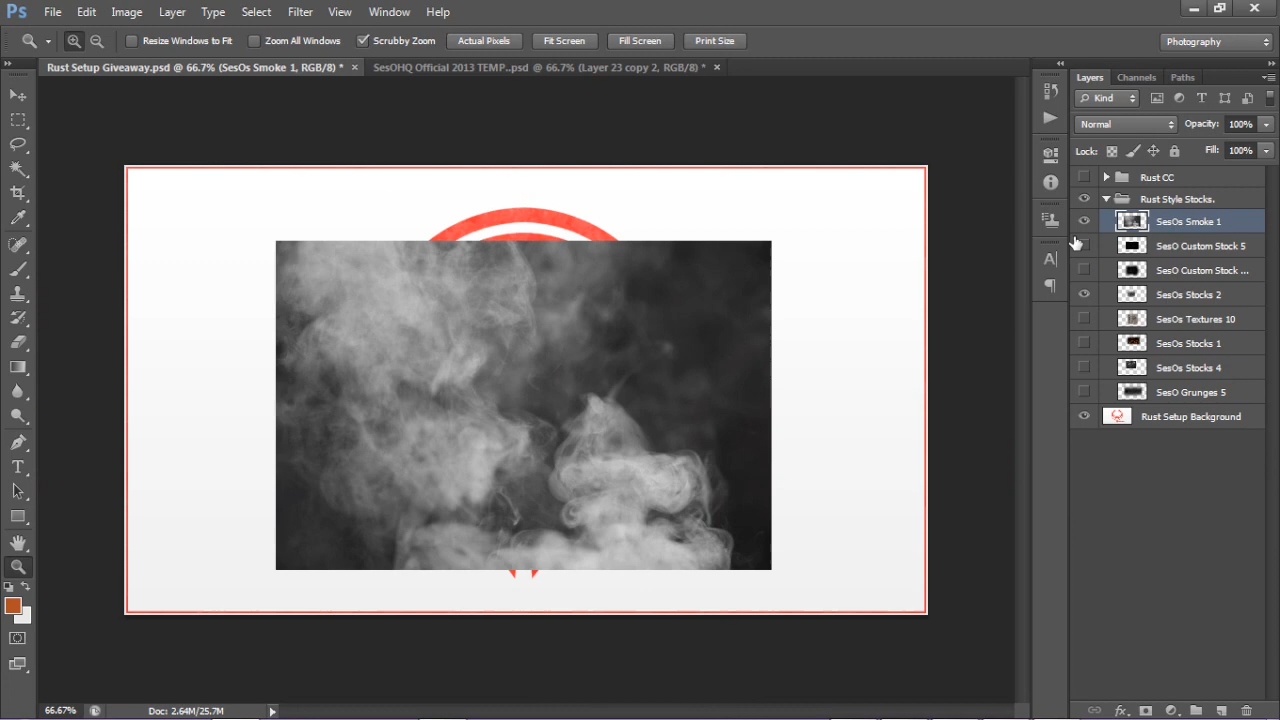 Ps File Edit Image Layer Type Select Filter View Window Help
Resize Windows to Fit Zoom All Windows Scrubby Zoom Actual Pixels Fit Screen Fill Screen Print Size Photography
Rust Setup Giveaway.psd @ 66.7% (SesOs Smoke 1, RGB/8) * × SesOHQ Official 2013 TEMP..psd @ 66.7% (Layer 23 copy 2, RGB/8) * ×
Layers Channels Paths
Kind
Normal Opacity: 100%
Lock: Fill: 100%
Rust CC
Rust Style Stocks.
SesOs Smoke 1
SesO Custom Stock 5
SesO Custom Stock ...
SesOs Stocks 2
SesOs Textures 10
SesOs Stocks 1
SesOs Stocks 4
SesO Grunges 5
Rust Setup Background
66.67% Doc: 2.64M/25.7M